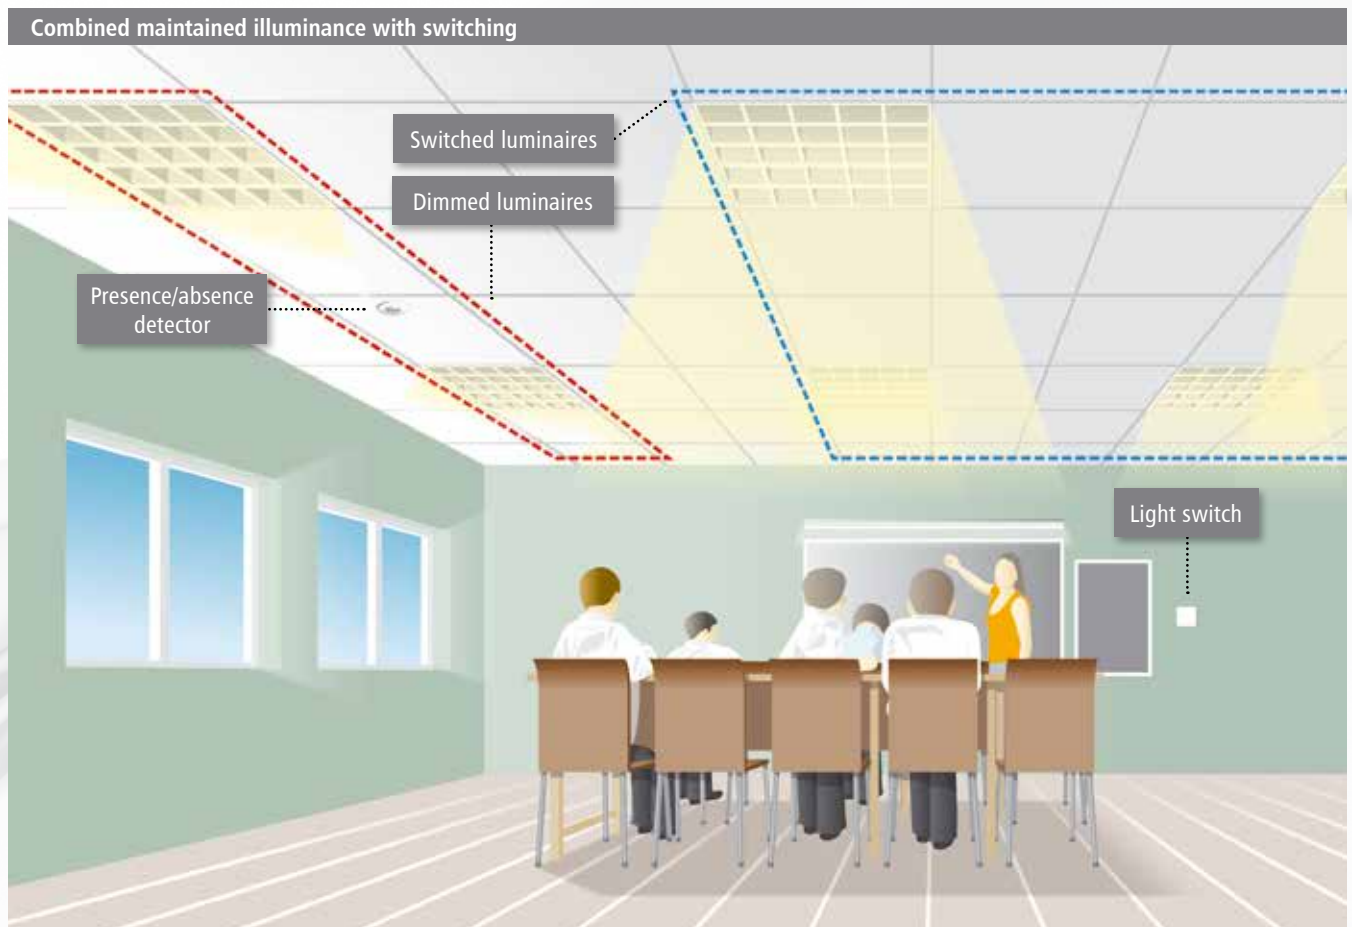 Combined maintained illuminance with switching
Switched luminaires
Dimmed luminaires
Presence/absence
detector
Light switch